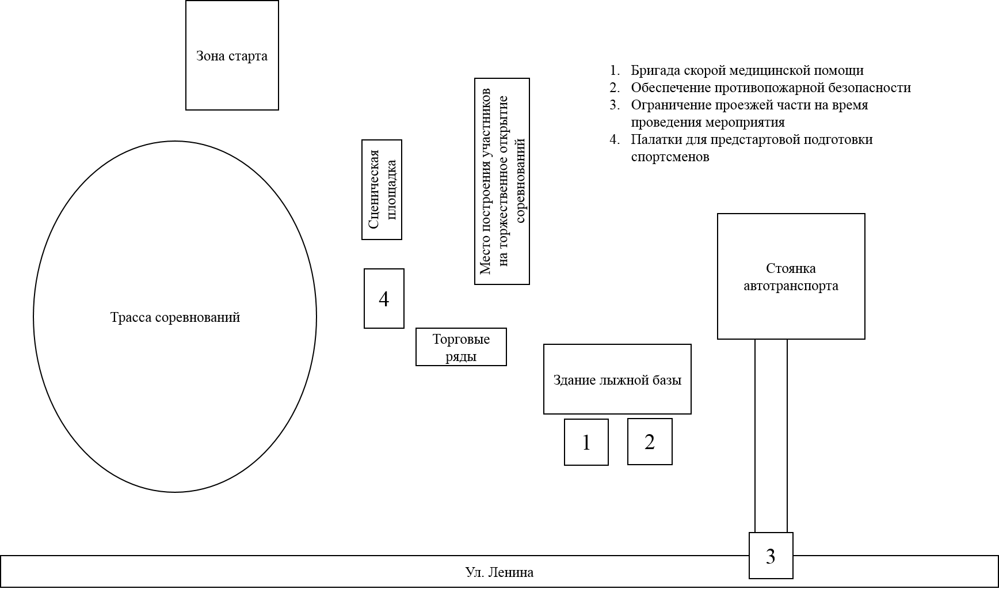 Зона старта
1. Бригада скорой медицинской помощи
2. Обеспечение противопожарной безопасности
3. Ограничение проезжей части на время
проведения мероприятия
4. Палатки для предстартовой подготовки
спортсменов
Сценическая
площадка
Место построения участников
на торжественное открытие
соревнований
Стоянка
автотранспорта
4
Трасса соревнований
Торговые
ряды
Здание лыжной базы
1
2
3
Ул. Ленина